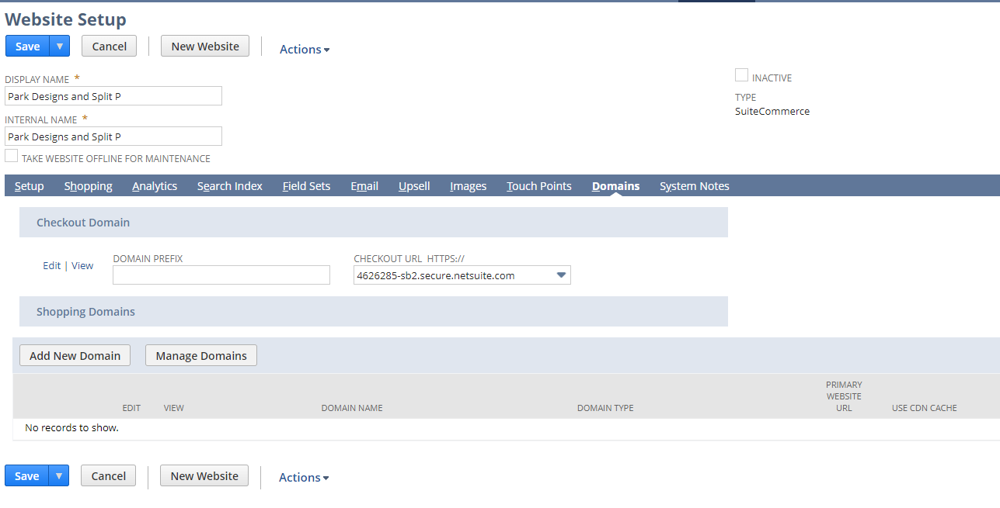 Website Setup
Save Cancel New Website Actions
DISPLAY NAME *
Park Designs and Split P
INACTIVE
TYPE
SuiteCommerce
INTERNAL NAME *
Park Designs and Split P
TAKE WEBSITE OFFLINE FOR MAINTENANCE
Setup Shopping Analytics Search Index Field Sets Email Upsell Images Touch Points Domains System Notes
Checkout Domain
Edit | View
DOMAIN PREFIX
CHECKOUT URL HTTPS://
4626285-sb2.secure.netsuite.com
Shopping Domains
Add New Domain Manage Domains
EDIT VIEW DOMAIN NAME DOMAIN TYPE
PRIMARY
WEBSITE
URL
USE CDN CACHE
No records to show.
Save Cancel New Website Actions